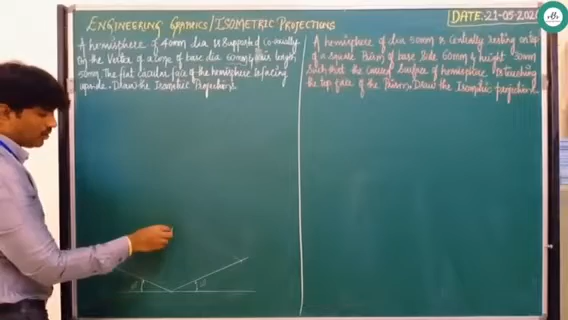 ENGINEERING GRAPHICS/ISOMETRIC PROJECTIONS
DATE:21-05-202
A hemisphere of 40mm dia is supported co-axially
on the vertex of a cone of base dia 60mm & axis length
50mm. The flat circular face of the hemisphere is facing
upside. Draw the Isometric Projections.
A hemisphere of dia 50mm is centrally resting on top
of a square Prism of base side 60mm & height 30mm
Such that the curved Surface of hemisphere is touching
the top face of the Prism. Draw the Isometric projection